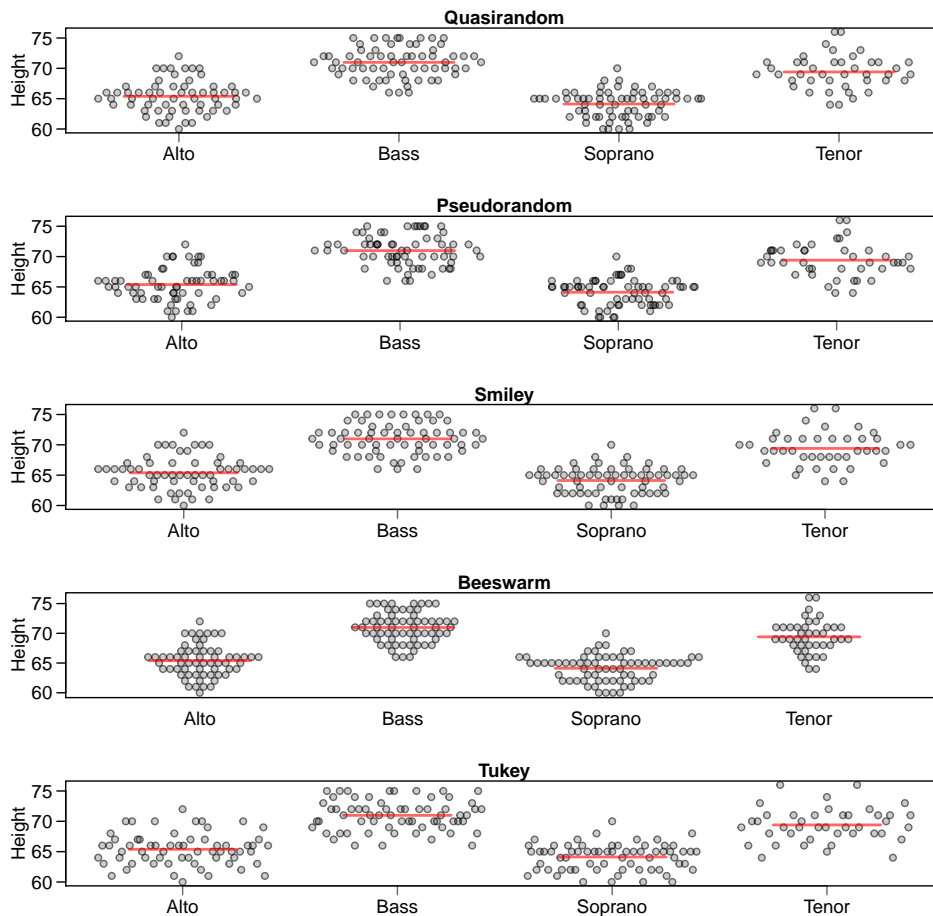 Quasirandom
Height
75
70
65
60
Alto Bass Soprano Tenor
Pseudorandom
Height
75
70
65
60
Alto Bass Soprano Tenor
Smiley
Height
75
70
65
60
Alto Bass Soprano Tenor
Beeswarm
Height
75
70
65
60
Alto Bass Soprano Tenor
Tukey
Height
75
70
65
60
Alto Bass Soprano Tenor